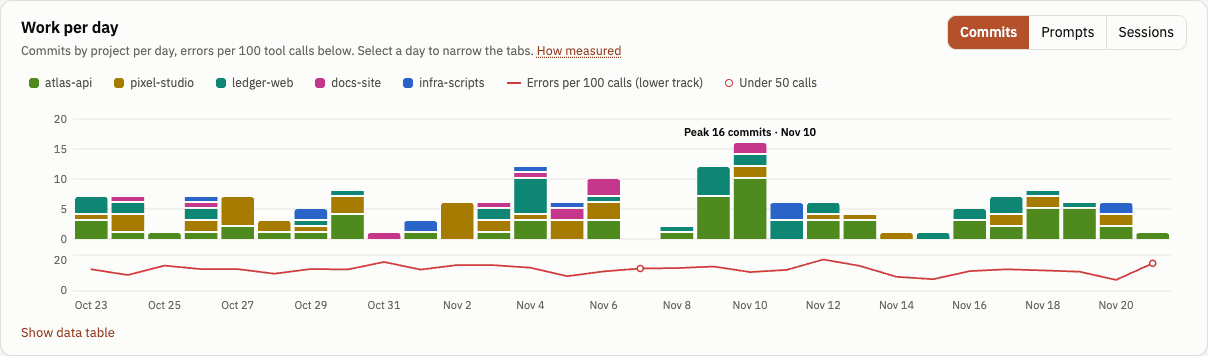 Work per day
Commits by project per day, errors per 100 tool calls below. Select a day to narrow the tabs. How measured
Commits Prompts Sessions
atlas-api pixel-studio ledger-web docs-site infra-scripts Errors per 100 calls (lower track) Under 50 calls
20
Peak 16 commits · Nov 10
15
10
5
0
20
0
Oct 23 Oct 25 Oct 27 Oct 29 Oct 31 Nov 2 Nov 4 Nov 6 Nov 8 Nov 10 Nov 12 Nov 14 Nov 16 Nov 18 Nov 20
Show data table